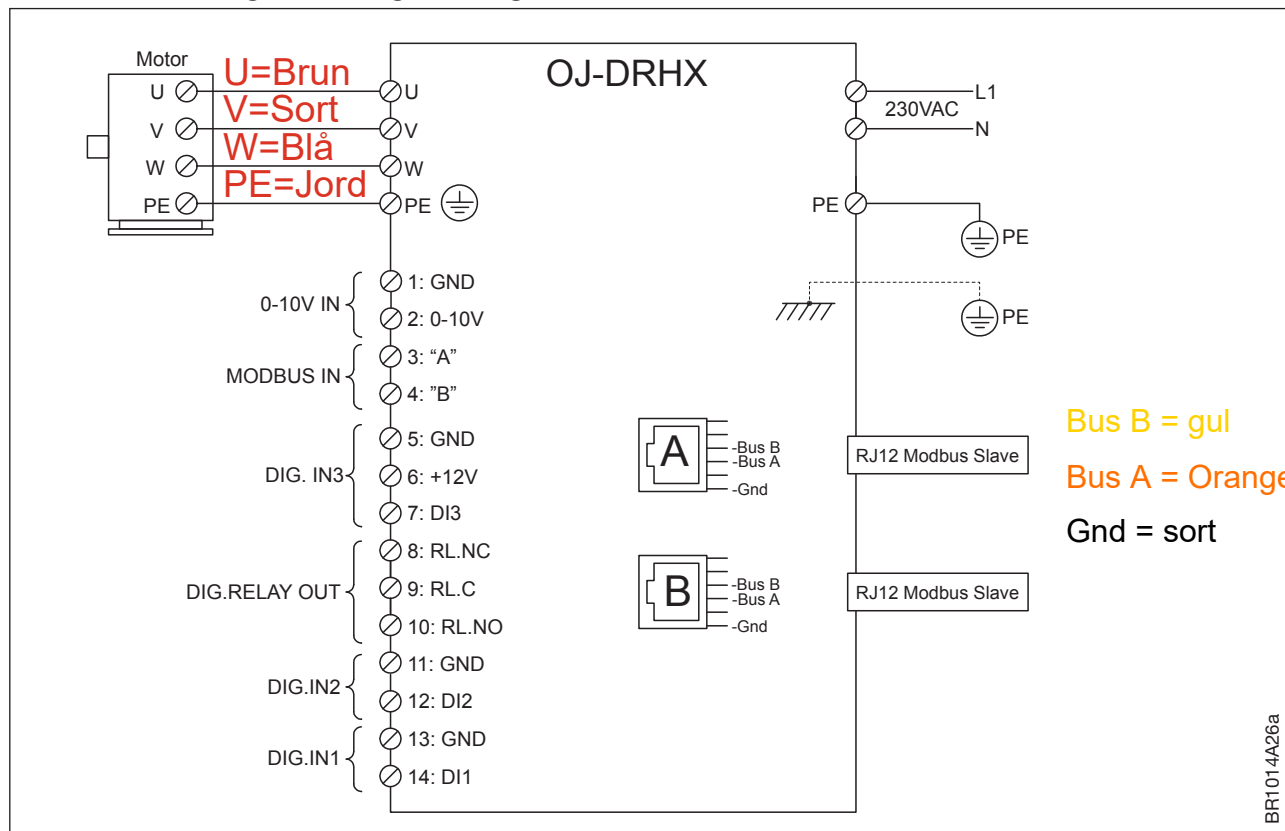 OJ-DRHX
Motor
U U=Brun U
V V=Sort V
W W=Blå W
PE PE=Jord PE
L1
230VAC
N
PE
PE
PE
0-10V IN
1: GND
2: 0-10V
MODBUS IN
3: “A”
4: ”B”
DIG. IN3
5: GND
6: +12V
7: DI3
DIG.RELAY OUT
8: RL.NC
9: RL.C
10: RL.NO
DIG.IN2
11: GND
12: DI2
DIG.IN1
13: GND
14: DI1
A
-Bus B
-Bus A
-Gnd
RJ12 Modbus Slave
B
-Bus B
-Bus A
-Gnd
RJ12 Modbus Slave
Bus B = gul
Bus A = Orange
Gnd = sort
BR1014A26a